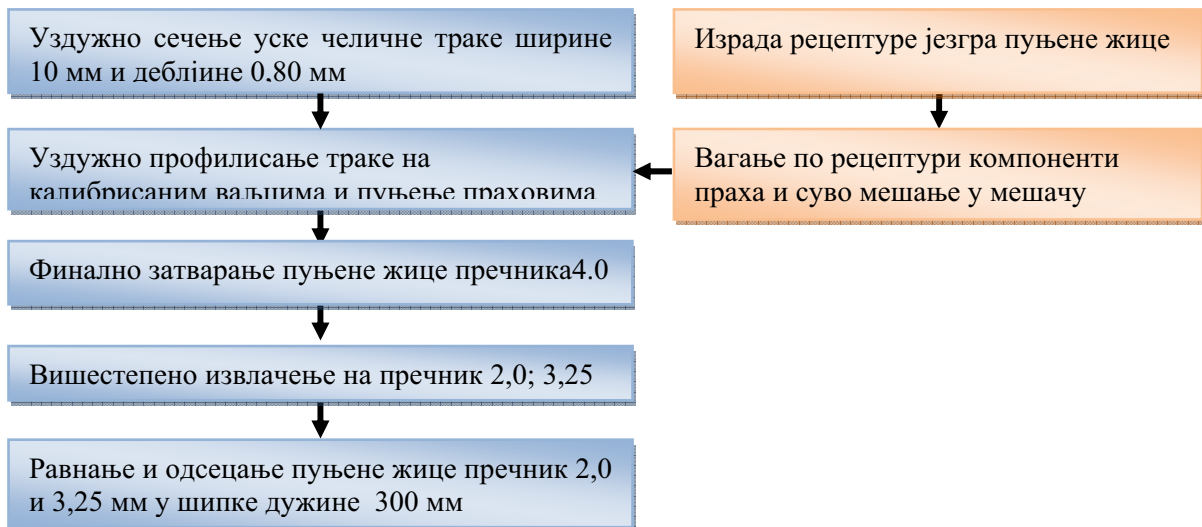 Уздужно сечење уске челичне траке ширине
10 мм и дебљине 0,80 мм
Уздужно профилисање траке на
калибрисаним ваљцима и пуњење праховима
Финално затварање пуњене жице пречника4.0
Вишестепено извлачење на пречник 2,0; 3,25
Равнање и одсецање пуњене жице пречник 2,0
и 3,25 мм у шипке дужине 300 мм
Израда рецептуре језгра пуњене жице
Вагање по рецептури компоненти
праха и суво мешање у мешачу